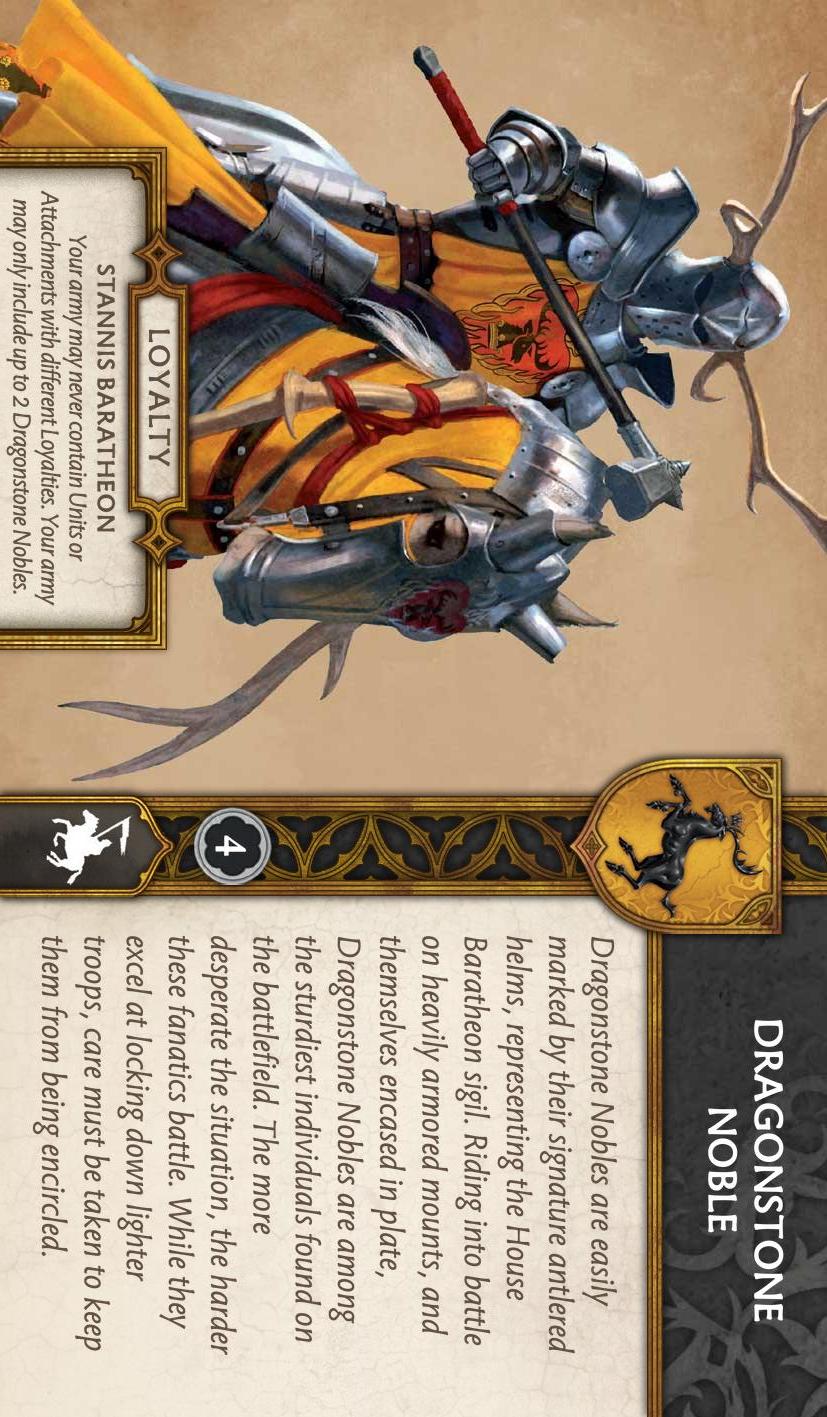 LOYALTY
STANNIS BARATHEON
Your army may never contain Units or
Attachments with different Loyalties. Your army
may only include up to 2 Dragonstone Nobles.
4
DRAGONSTONE
NOBLE
Dragonstone Nobles are easily
marked by their signature antlered
helms, representing the House
Baratheon sigil. Riding into battle
on heavily armored mounts, and
themselves encased in plate,
Dragonstone Nobles are among
the sturdiest individuals found on
the battlefield. The more
desperate the situation, the harder
these fanatics battle. While they
excel at locking down lighter
troops, care must be taken to keep
them from being encircled.